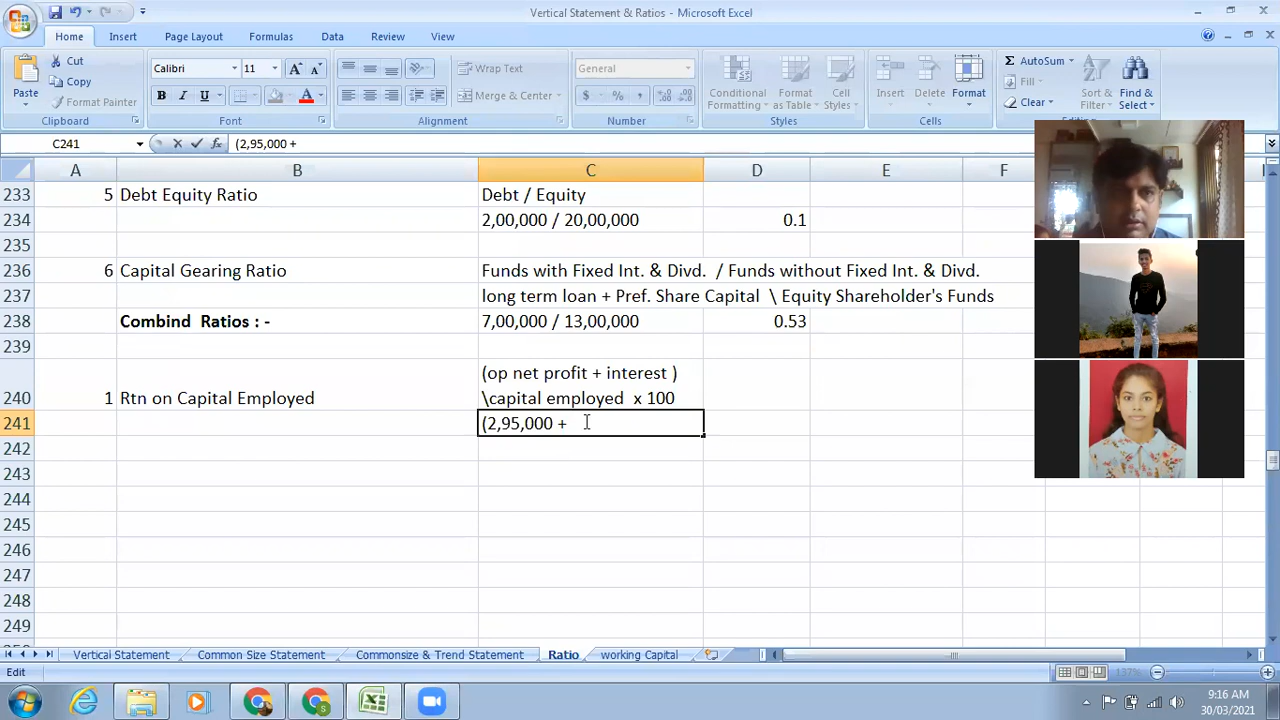 Vertical Statement & Ratios - Microsoft Excel
Home Insert Page Layout Formulas Data Review View
Paste Cut Copy Format Painter Clipboard
Calibri 11 A A B I U A Font
Wrap Text Merge & Center Alignment
General $ % , Number
Conditional Formatting Format as Table Cell Styles Styles
Insert Delete Format Cells
Σ AutoSum Fill Clear Sort & Filter Find & Select
C241 fx (2,95,000 +
A B C D E F
233 5 Debt Equity Ratio Debt / Equity
234 2,00,000 / 20,00,000 0.1
235
236 6 Capital Gearing Ratio Funds with Fixed Int. & Divd. / Funds without Fixed Int. & Divd.
237 long term loan + Pref. Share Capital \ Equity Shareholder's Funds
238 Combind Ratios : - 7,00,000 / 13,00,000 0.53
239
(op net profit + interest )
240 1 Rtn on Capital Employed \capital employed x 100
241 (2,95,000 +
242
243
244
245
246
247
248
249
Vertical Statement Common Size Statement Commonsize & Trend Statement Ratio working Capital
Edit 137%
9:16 AM
30/03/2021